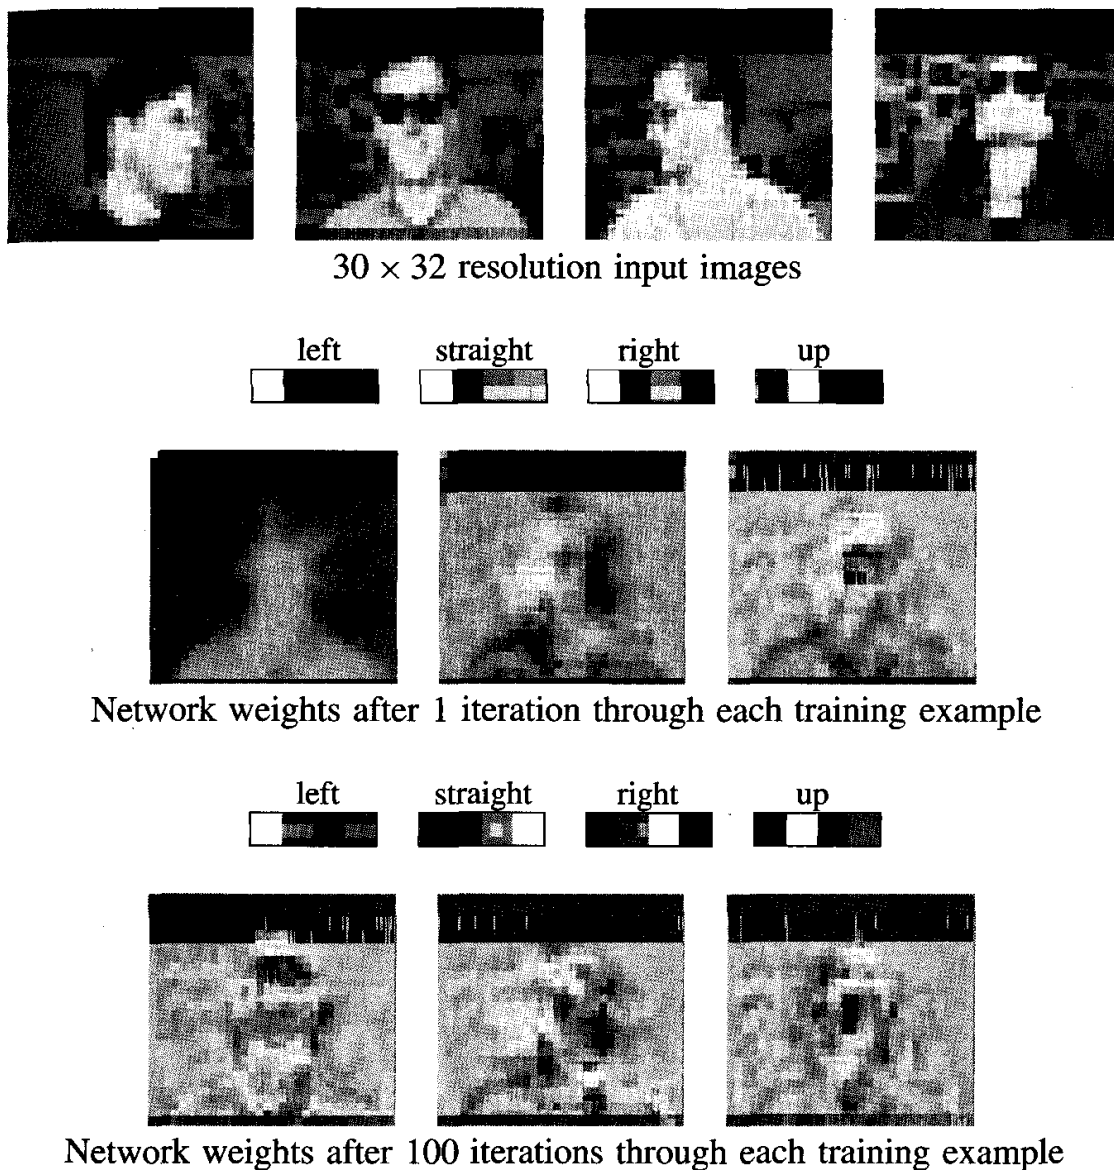 30 × 32 resolution input images
left straight right up
Network weights after 1 iteration through each training example
left straight right up
Network weights after 100 iterations through each training example